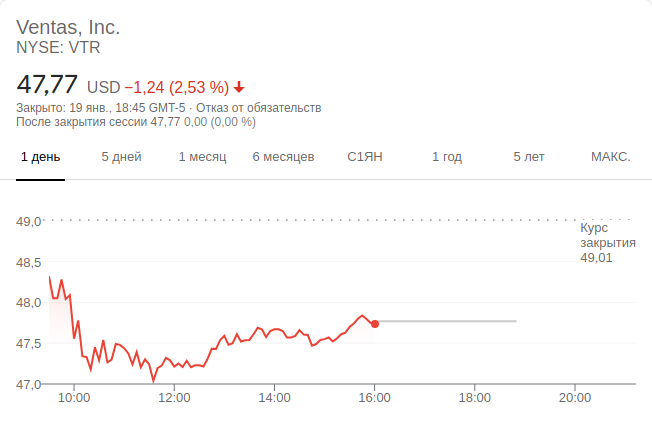 Ventas, Inc.
NYSE: VTR
47,77 USD −1,24 (2,53 %)
Закрыто: 19 янв., 18:45 GMT-5 · Отказ от обязательств
После закрытия сессии 47,77 0,00 (0,00 %)
1 день 5 дней 1 месяц 6 месяцев С1ЯН 1 год 5 лет МАКС.
49,0
Курс
закрытия
49,01
48,5
48,0
47,5
47,0
10:00 12:00 14:00 16:00 18:00 20:00